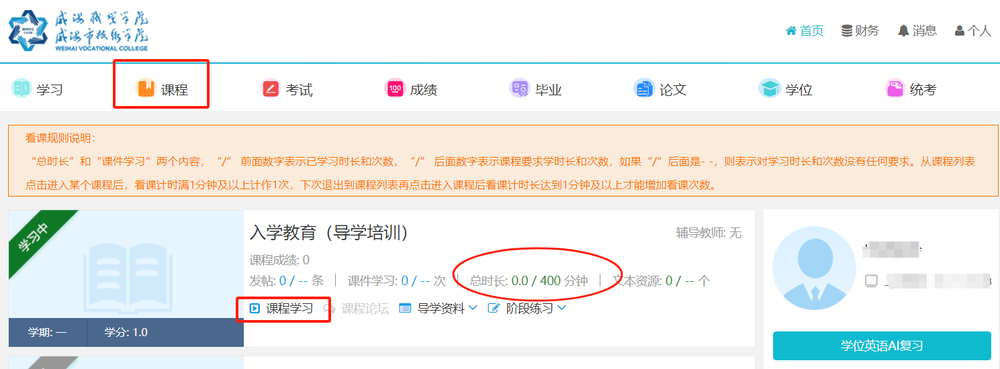 威海职业学院
威海市技术学院
WEIHAI VOCATIONAL COLLEGE
首页 财务 消息 个人
学习 课程 考试 成绩 毕业 论文 学位 统考
看课规则说明：
“总时长”和“课件学习”两个内容，“/” 前面数字表示已学习时长和次数，“/” 后面数字表示课程要求学时长和次数，如果“/”后面是- -，则表示对学习时长和次数没有任何要求。从课程列表
点击进入某个课程后，看课计时满1分钟及以上计作1次，下次退出到课程列表再点击进入课程后看课计时长达到1分钟及以上才能增加看课次数。
学习中
入学教育（导学培训）
辅导教师: 无
课程成绩: 0
发帖: 0 / -- 条 | 课件学习: 0 / -- 次 | 总时长: 0.0 / 400 分钟 | 文本资源: 0 / -- 个
课程学习 课程论坛 导学资料 阶段练习
学期: 一 学分: 1.0
学位英语AI复习